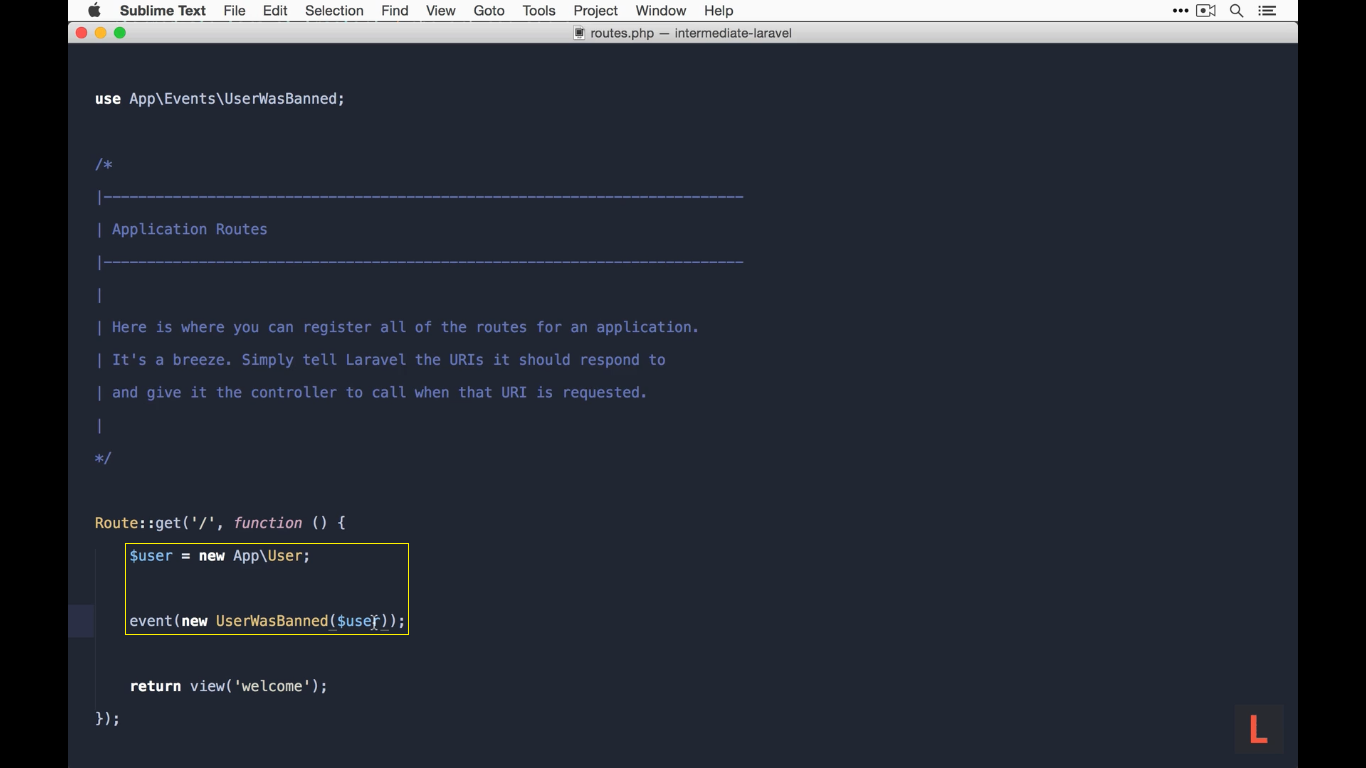 Sublime Text File Edit Selection Find View Goto Tools Project Window Help
routes.php — intermediate-laravel
use App\Events\UserWasBanned;
/*
|--------------------------------------------------------------------------
| Application Routes
|--------------------------------------------------------------------------
|
| Here is where you can register all of the routes for an application.
| It's a breeze. Simply tell Laravel the URIs it should respond to
| and give it the controller to call when that URI is requested.
|
*/
Route::get('/', function () {
$user = new App\User;
event(new UserWasBanned($user));
return view('welcome');
});
L